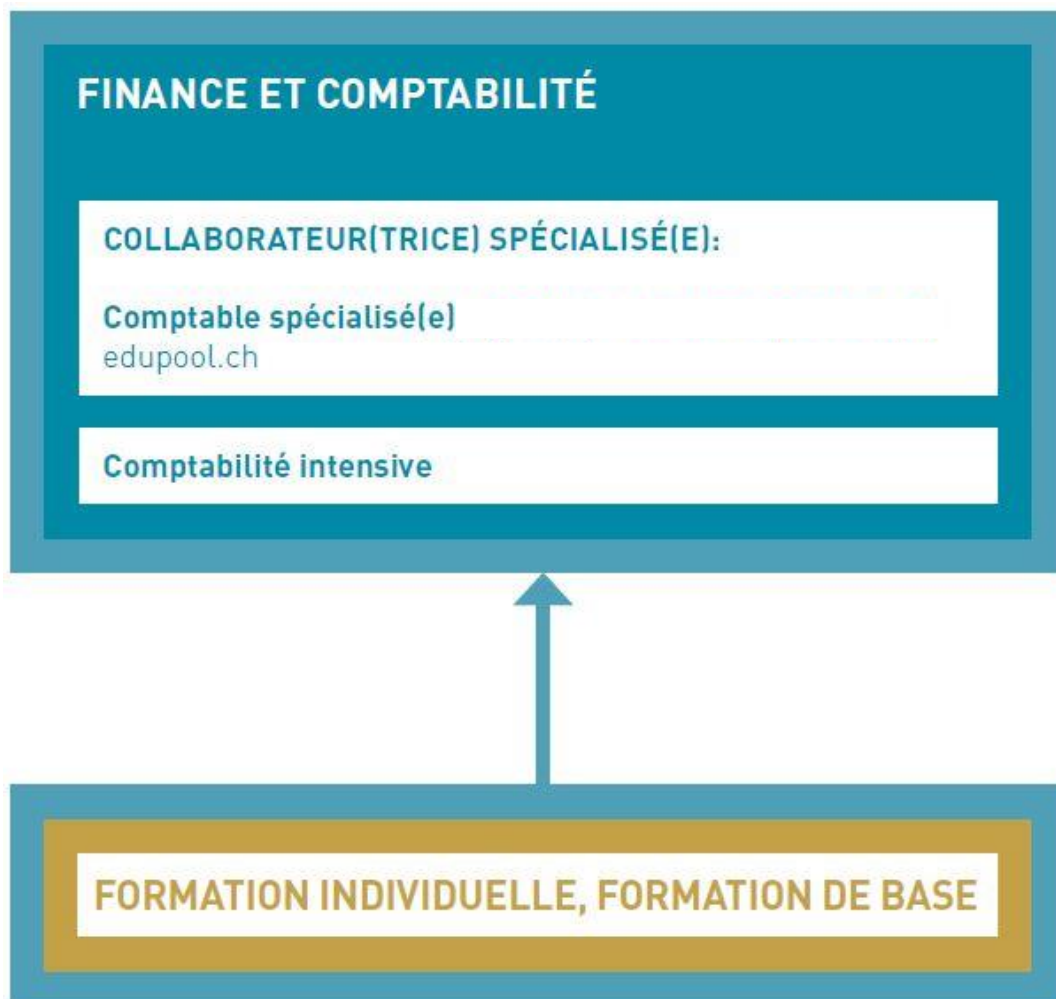 FINANCE ET COMPTABILITÉ
COLLABORATEUR(TRICE) SPÉCIALISÉ(E):
Comptable spécialisé(e)
edupool.ch
Comptabilité intensive
FORMATION INDIVIDUELLE, FORMATION DE BASE